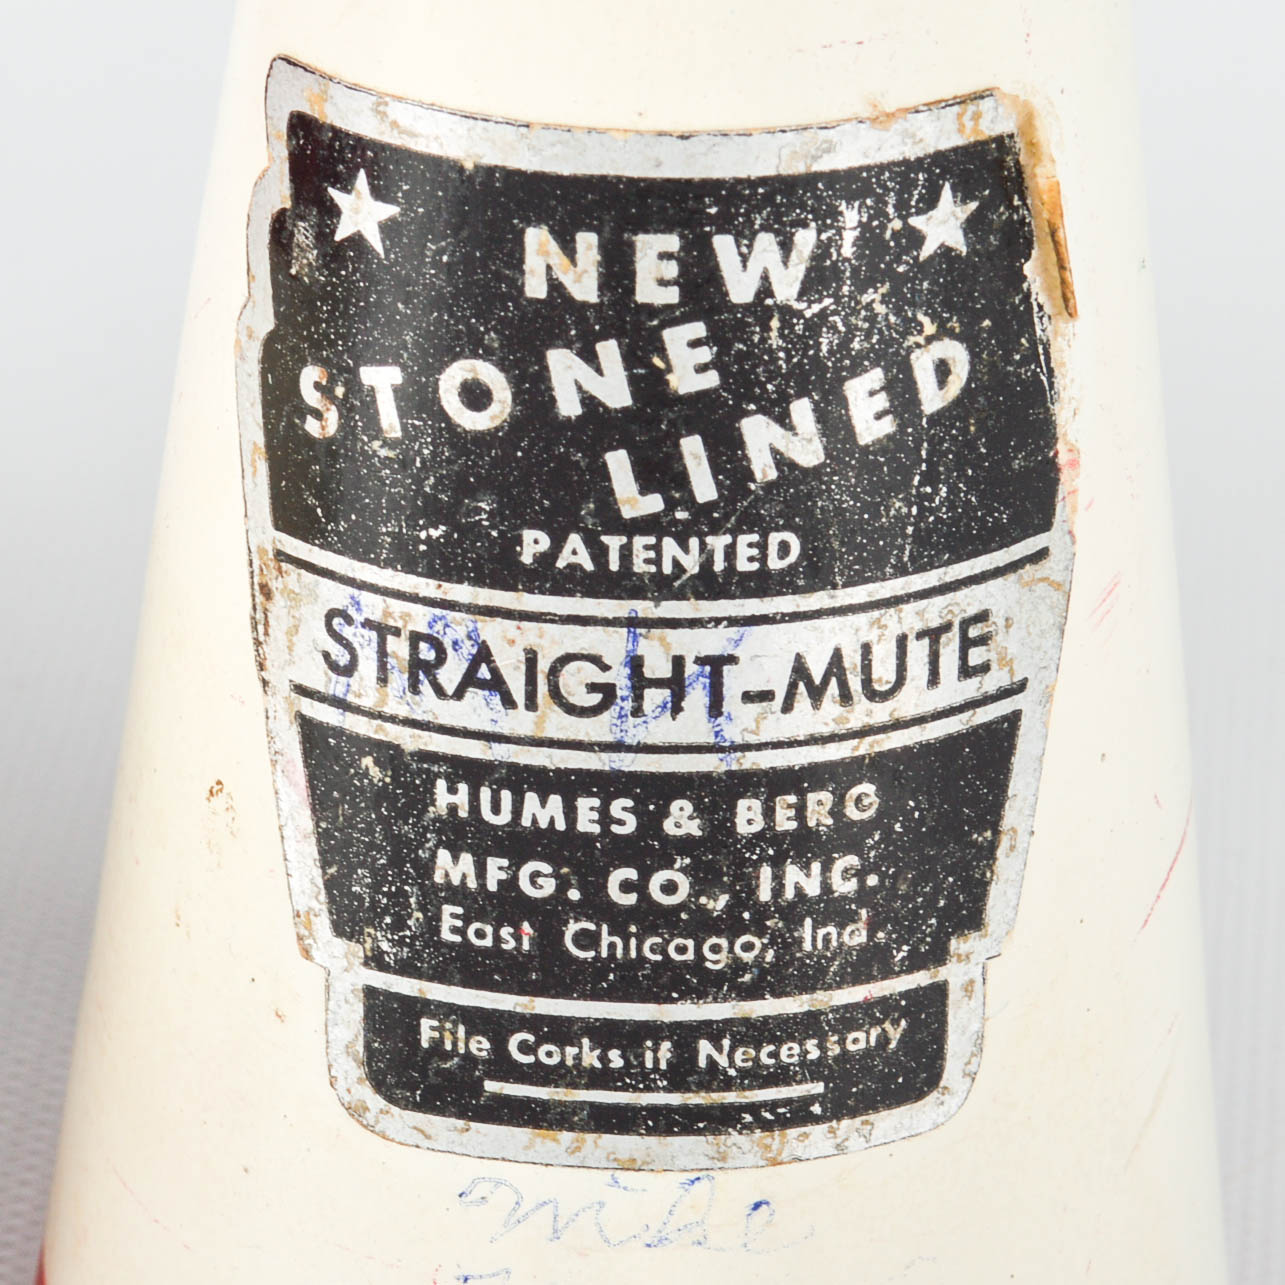 NEW
STONE
LINED
PATENTED
STRAIGHT-MUTE
HUMES & BERG
MFG. CO., INC.
East Chicago, Ind.
File Corks if Necessary
Mike